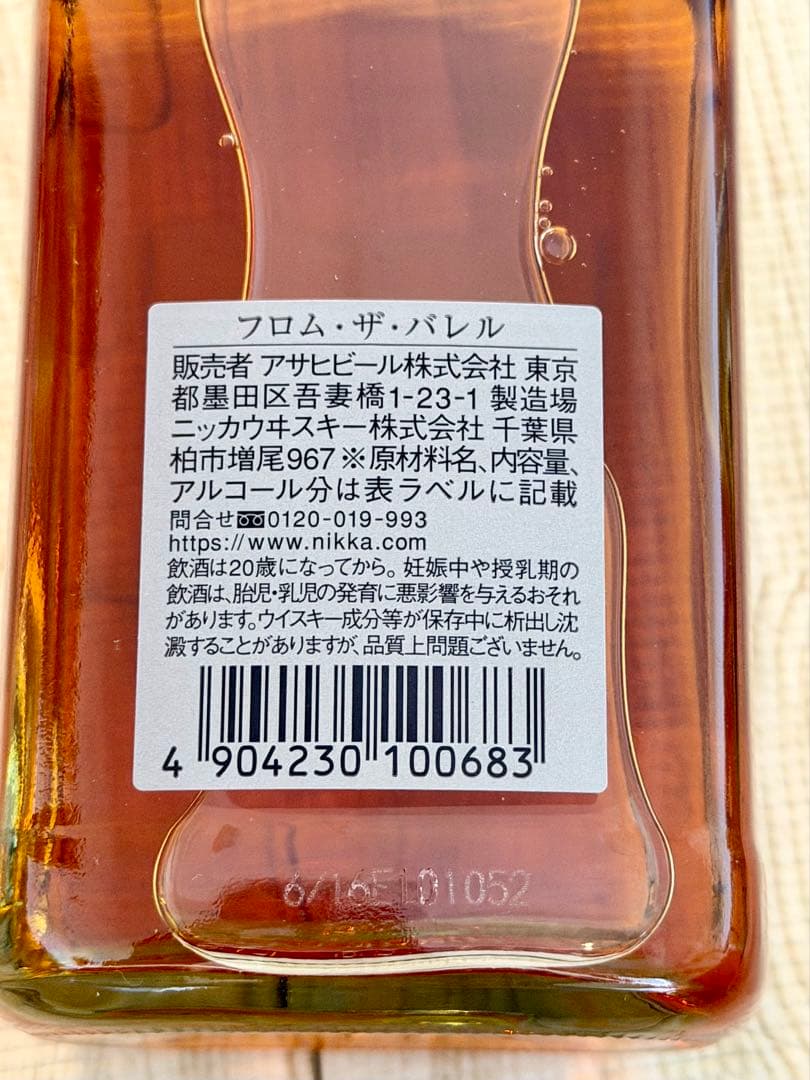 フロム・ザ・バレル
販売者 アサヒビール株式会社 東京
都墨田区吾妻橋1-23-1 製造場
ニッカウヰスキー株式会社 千葉県
柏市増尾967 ※原材料名、内容量、
アルコール分は表ラベルに記載
問合せ 0120-019-993
https://www.nikka.com
飲酒は20歳になってから。妊娠中や授乳期の
飲酒は、胎児・乳児の発育に悪影響を与えるおそれ
があります。ウイスキー成分等が保存中に析出し沈
澱することがありますが、品質上問題ございません。
4 904230 100683
6/16E101052